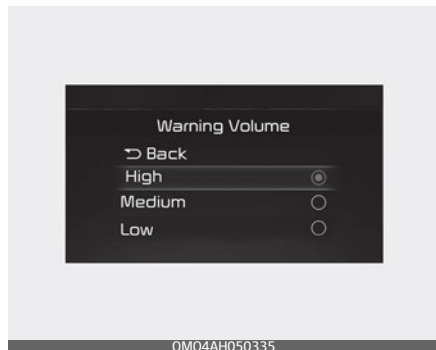 Warning Volume
Back
High
Medium
Low
OMO4AH050335